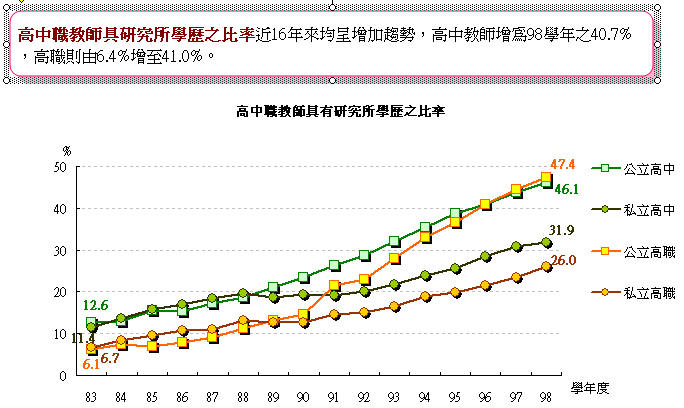 高中職教師具研究所學歷之比率近16年來均呈增加趨勢，高中教師增為98學年之40.7%
，高職則由6.4%增至41.0%。
高中職教師具有研究所學歷之比率
%
50
40
30
20
10
0
47.4
46.1
31.9
26.0
12.6
11.4
6.7
6.1
公立高中
私立高中
公立高職
私立高職
83 84 85 86 87 88 89 90 91 92 93 94 95 96 97 98
學年度